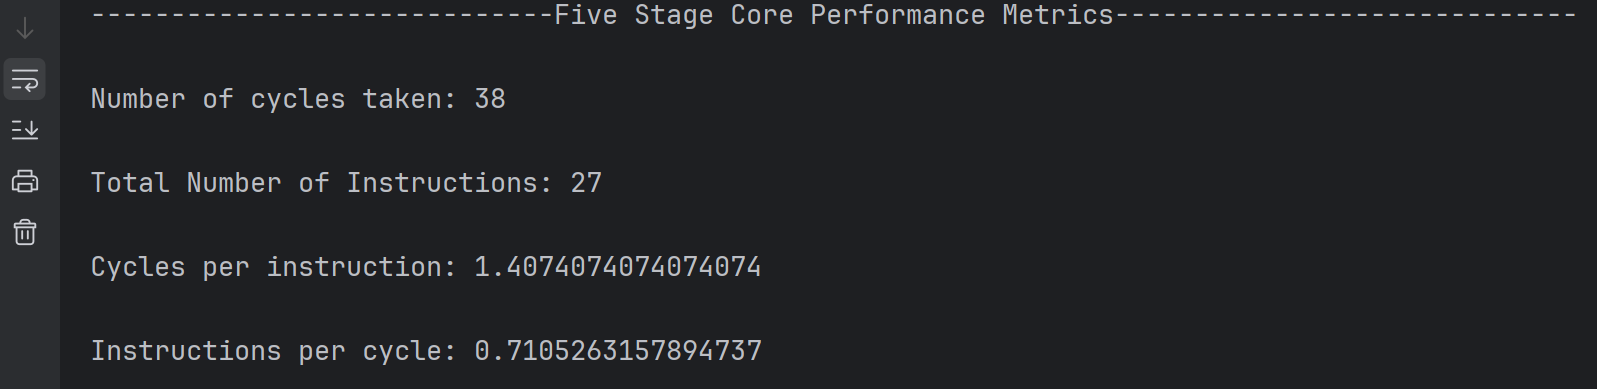 -----------------------------Five Stage Core Performance Metrics-----------------------------
Number of cycles taken: 38
Total Number of Instructions: 27
Cycles per instruction: 1.4074074074074074
Instructions per cycle: 0.7105263157894737